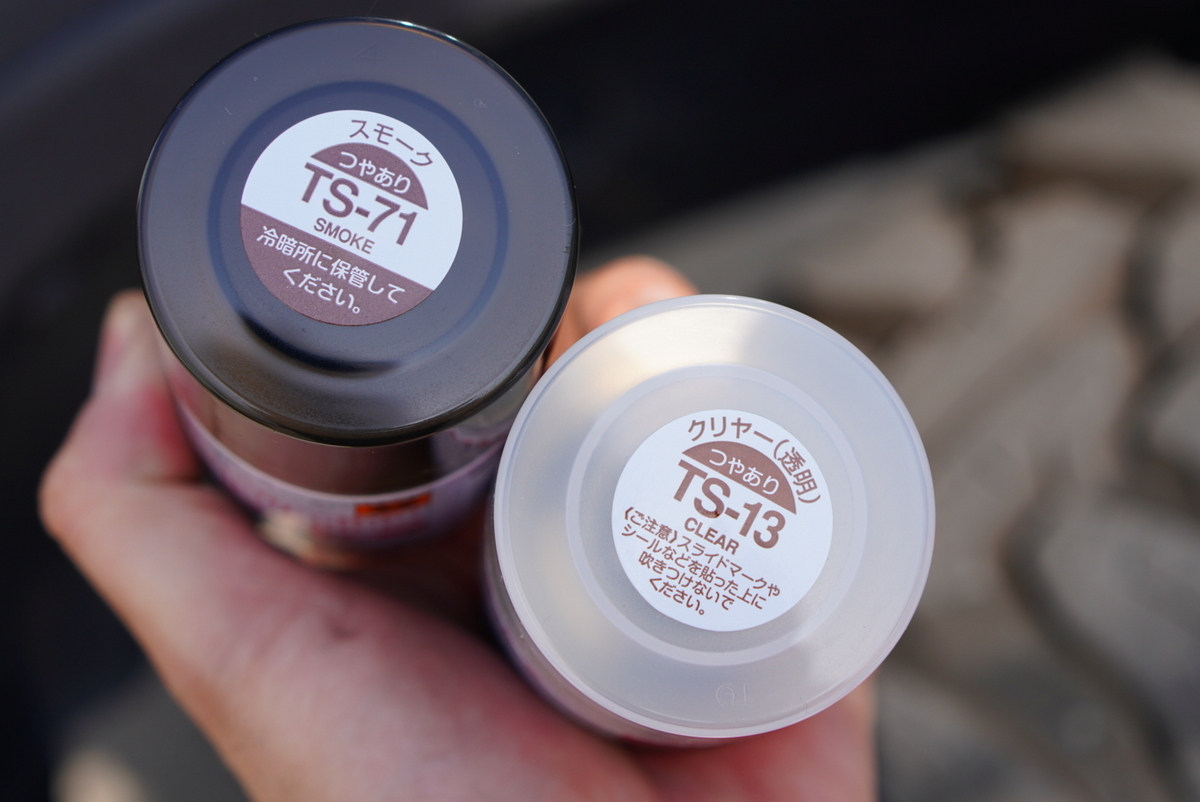 スモーク
つやあり
TS-71
SMOKE
冷暗所に保管して
ください。
クリヤー(透明)
つやあり
TS-13
CLEAR
《ご注意》スライドマークや
シールなどを貼った上に
吹きつけないで
ください。